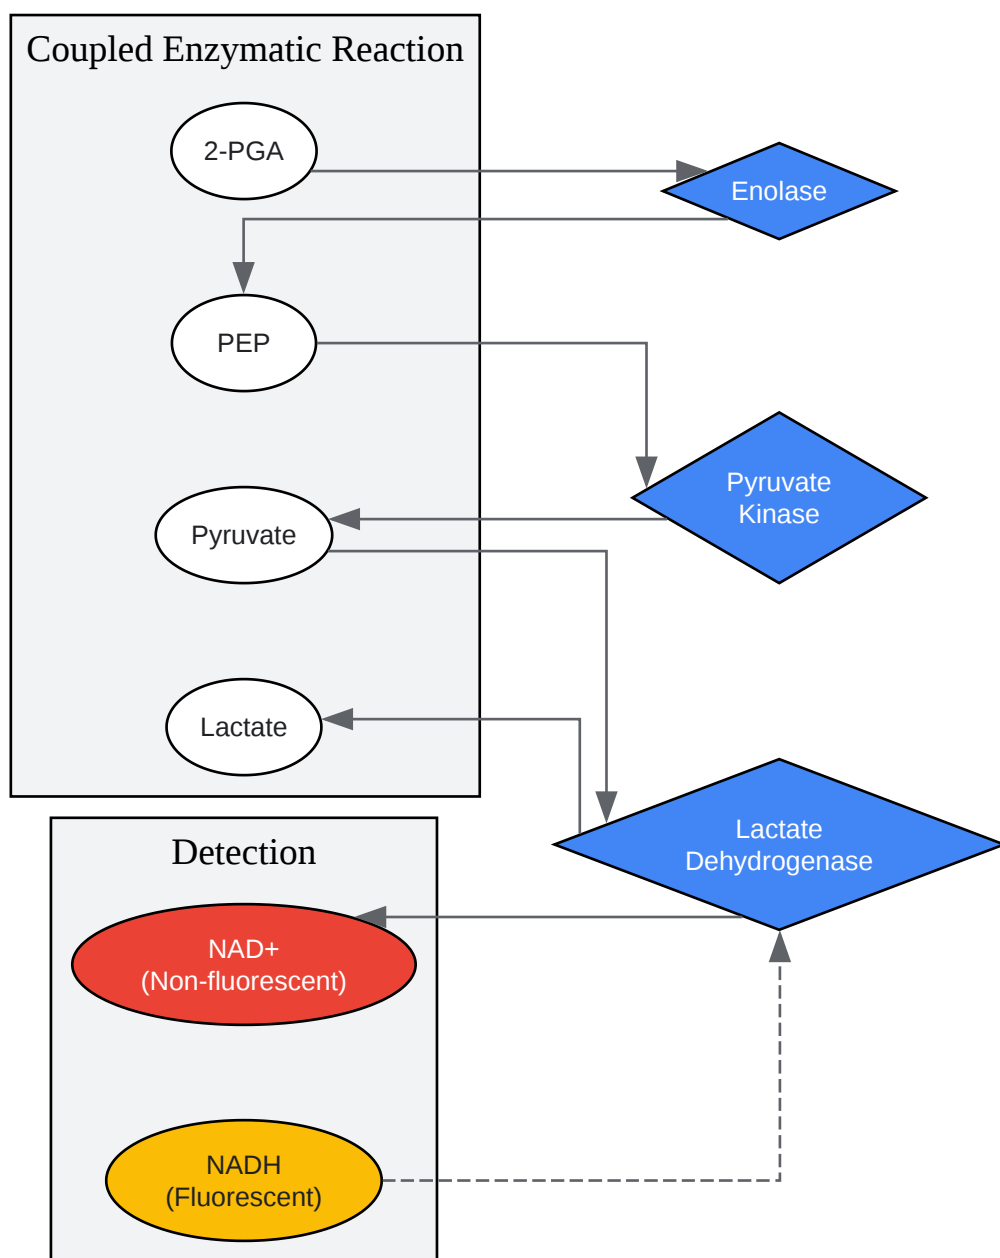 Coupled Enzymatic Reaction
2-PGA
Enolase
PEP
Pyruvate
Kinase
Pyruvate
Lactate
Lactate
Dehydrogenase
Detection
NAD+
(Non-fluorescent)
NADH
(Fluorescent)